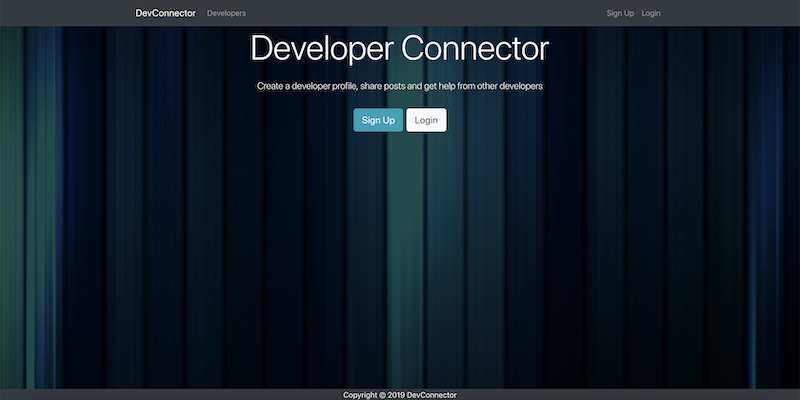 DevConnector Developers Sign Up Login
Developer Connector
Create a developer profile, share posts and get help from other developers
Sign Up Login
Copyright © 2019 DevConnector